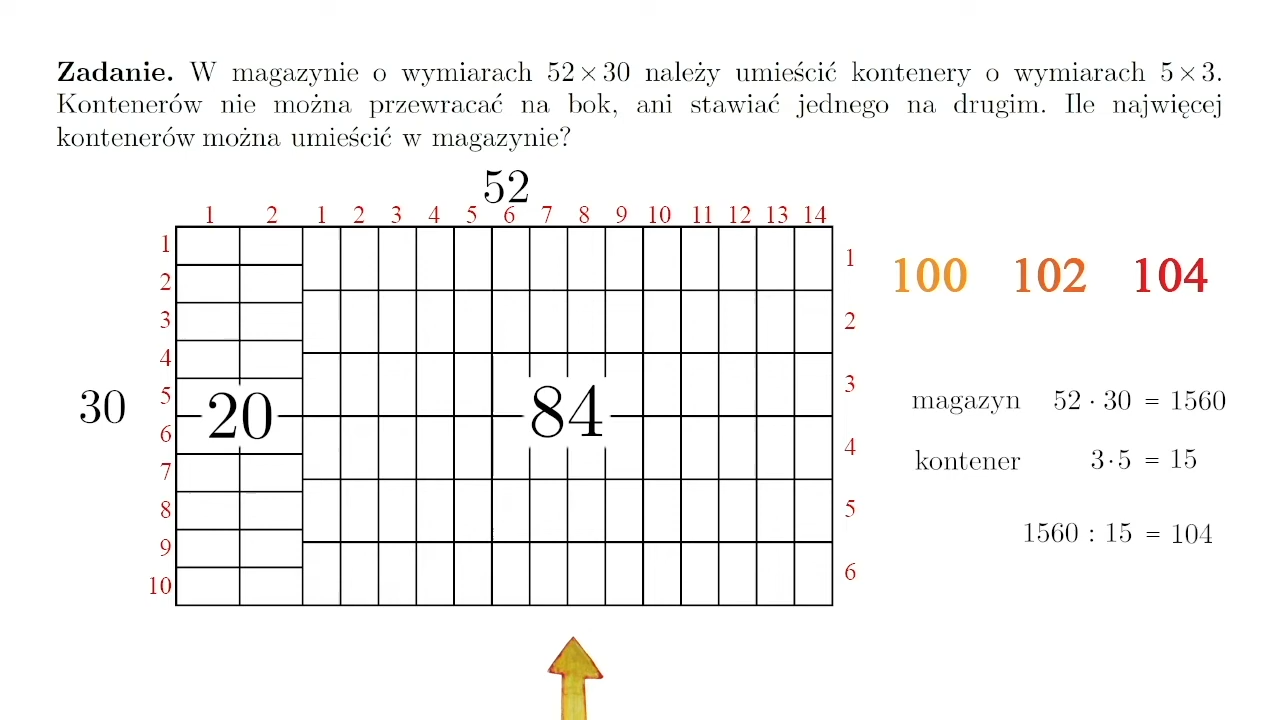 Zadanie. W magazynie o wymiarach 52 × 30 należy umieścić kontenery o wymiarach 5 × 3.
Kontenerów nie można przewracać na bok, ani stawiać jednego na drugim. Ile najwięcej
kontenerów można umieścić w magazynie?
52
1 2 1 2 3 4 5 6 7 8 9 10 11 12 13 14
1
2
3
4
5
6
7
8
9
10
30
20
84
1
2
3
4
5
6
100 102 104
magazyn 52 · 30 = 1560
kontener 3 · 5 = 15
1560 : 15 = 104